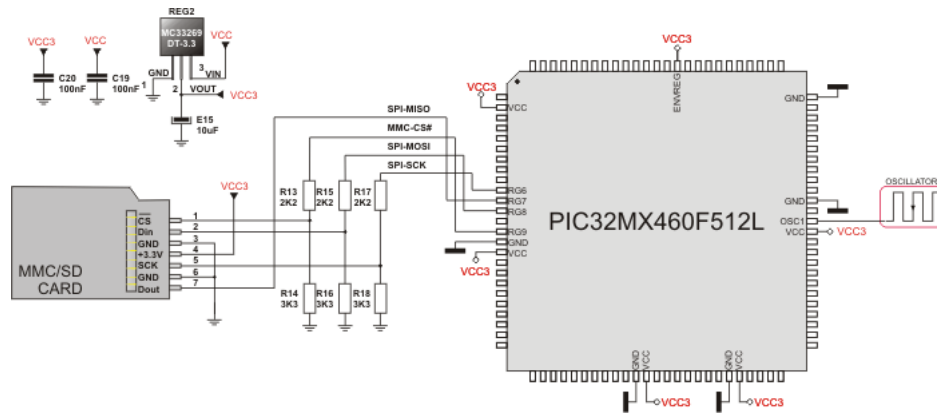 REG2
MC33269
DT-3.3
VCC3
VCC
VCC
C20
100nF
C19
100nF
GND
1
3
VIN
2
VOUT
VCC3
E15
10uF
SPI-MISO
MMC-CS#
SPI-MOSI
SPI-SCK
R13
2K2
R15
2K2
R17
2K2
R14
3K3
R16
3K3
R18
3K3
VCC3
MMC/SD
CARD
CS 1
Din 2
GND 3
+3.3V 4
SCK 5
GND 6
Dout 7
PIC32MX460F512L
VCC3
ENVREG
VCC3
VCC
RG6
RG7
RG8
RG9
GND
VCC
VCC3
GND
GND
OSC1
VCC
VCC3
OSCILLATOR
GND
VCC
VCC3
GND
VCC
VCC3